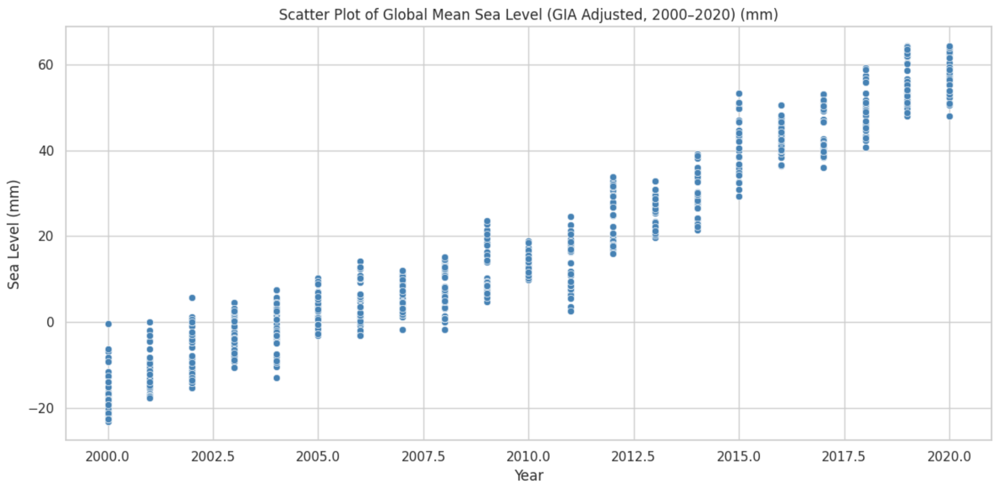 Scatter Plot of Global Mean Sea Level (GIA Adjusted, 2000–2020) (mm)
Sea Level (mm)
60
40
20
0
−20
2000.0 2002.5 2005.0 2007.5 2010.0 2012.5 2015.0 2017.5 2020.0
Year